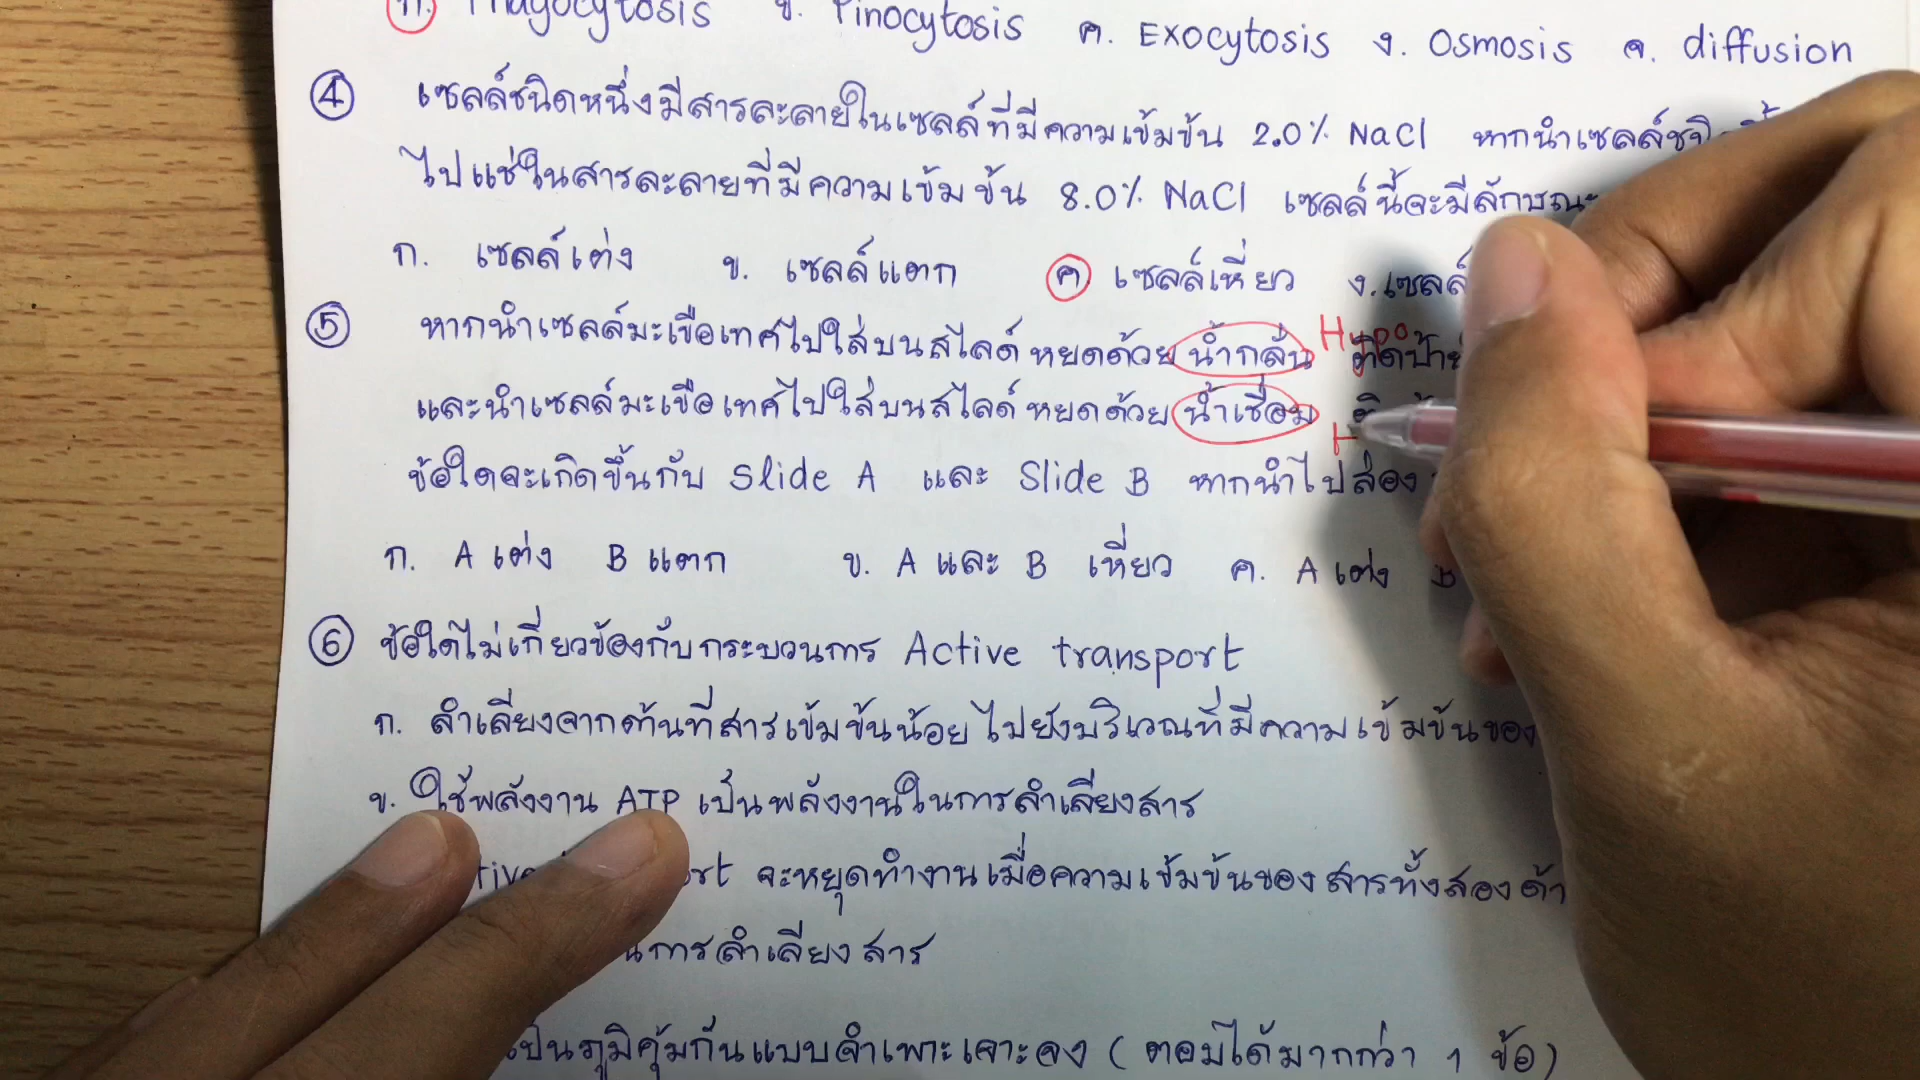 ก. Phagocytosis ข. Pinocytosis ค. Exocytosis ง. Osmosis จ. diffusion
④ เซลล์ชนิดหนึ่งมีสารละลายในเซลล์ที่มีความเข้มข้น 2.0% NaCl หากนำเซลล์
ไปแช่ในสารละลายที่มีความเข้มข้น 8.0% NaCl เซลล์นี้จะมีลักษณะ
ก. เซลล์เต่ง ข. เซลล์แตก ค เซลล์เหี่ยว ง. เซลล์
⑤ หากนำเซลล์มะเขือเทศไปใส่บนสไลด์ หยดด้วย น้ำกลั่น Hypo
และนำเซลล์มะเขือเทศไปใส่บนสไลด์ หยดด้วย น้ำเชื่อม H
ข้อใดจะเกิดขึ้นกับ Slide A และ Slide B หากนำไปส่อง
ก. A เต่ง B แตก ข. A และ B เหี่ยว ค. A เต่ง B
⑥ ข้อใดไม่เกี่ยวข้องกับกระบวนการ Active transport
ก. ลำเลียงจากด้านที่สารเข้มข้นน้อยไปยังบริเวณที่มีความเข้มข้นของ
ข. ใช้พลังงาน ATP เป็นพลังงานในการลำเลียงสาร
จะหยุดทำงานเมื่อความเข้มข้นของสารทั้งสองด้า
การลำเลียงสาร
เป็นภูมิคุ้มกันแบบจำเพาะเจาะจง (ตอบได้มากกว่า 1 ข้อ)